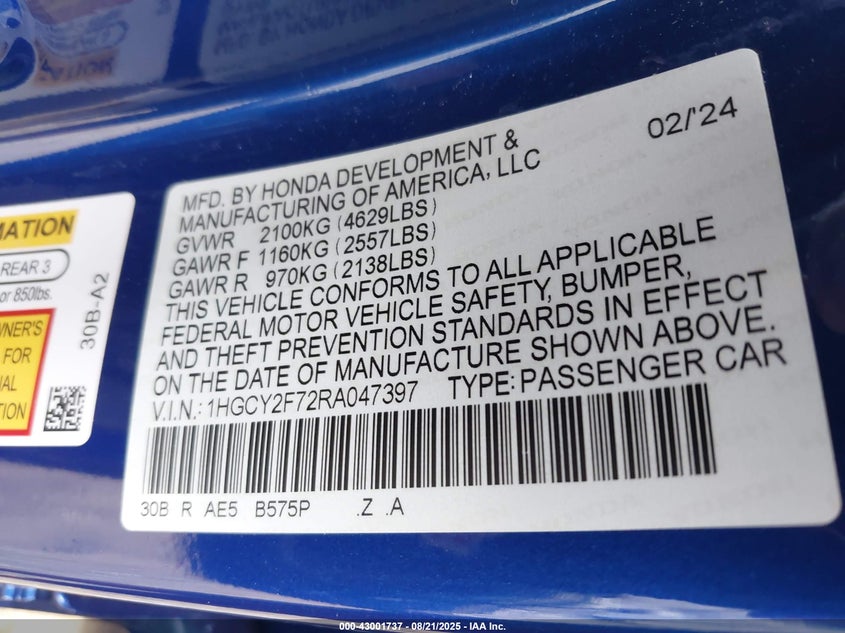 02/'24
MFD. BY HONDA DEVELOPMENT &
MANUFACTURING OF AMERICA, LLC
GVWR 2100KG (4629LBS)
GAWR F 1160KG (2557LBS)
GAWR R 970KG (2138LBS)
THIS VEHICLE CONFORMS TO ALL APPLICABLE
FEDERAL MOTOR VEHICLE SAFETY, BUMPER,
AND THEFT PREVENTION STANDARDS IN EFFECT
ON THE DATE OF MANUFACTURE SHOWN ABOVE.
V.I.N.: 1HGCY2F72RA047397 TYPE: PASSENGER CAR
30B R AE5 B575P .Z .A
MATION
REAR 3
or 850lbs.
WNER'S
FOR
TION
30B-A2
000-43001737 - 08/21/2025 - IAA Inc.